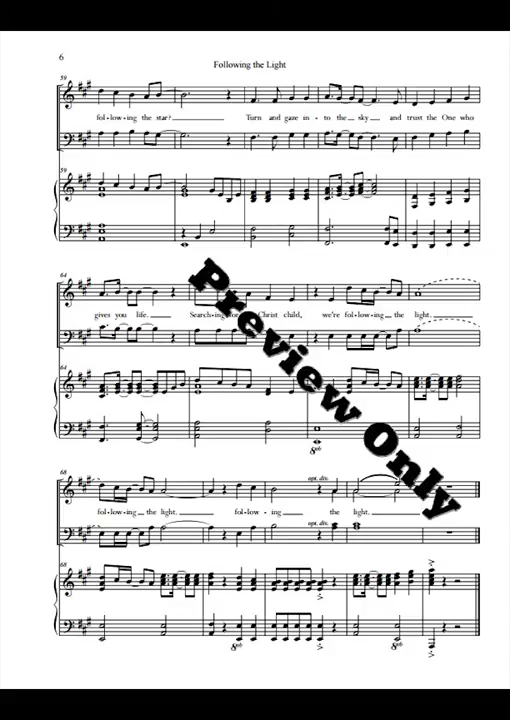 6
Following the Light
59
fol-low-ing the star? Turn and gaze in-to the sky and trust the One who
59
64
gives you life. Search-ing for Christ child, we're fol-low-ing the light.
64
8vb
68
opt. div.
fol-low-ing the light. fol-low-ing the light.
opt. div.
68
8vb
8vb
Preview Only